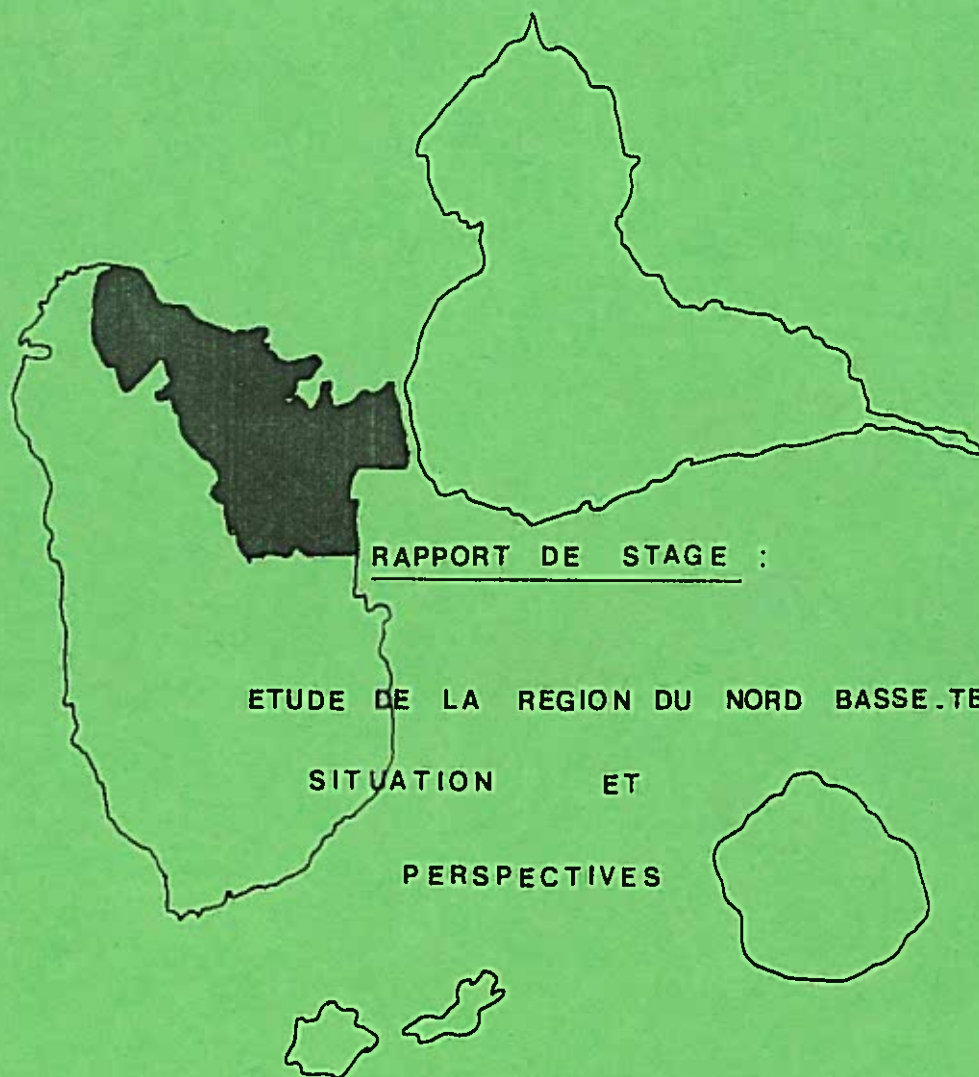 RAPPORT DE STAGE :
ETUDE DE LA REGION DU NORD BASSE-TE
SITUATION ET
PERSPECTIVES